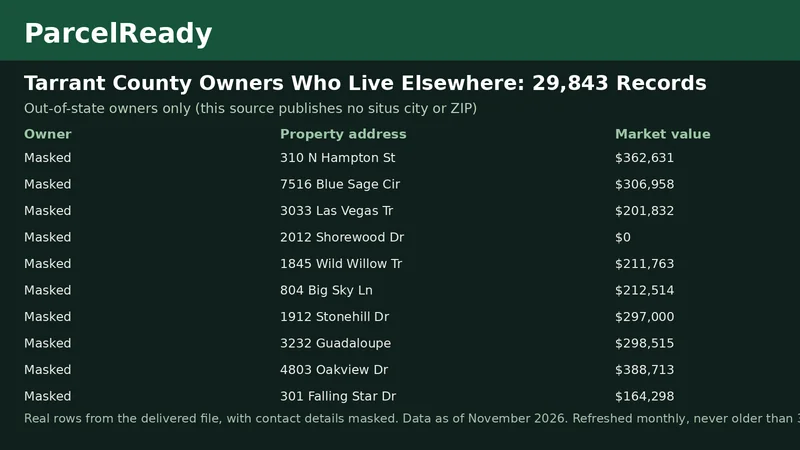 ParcelReady
Tarrant County Owners Who Live Elsewhere: 29,843 Records
Out-of-state owners only (this source publishes no situs city or ZIP)
Owner Property address Market value
Masked 310 N Hampton St $362,631
Masked 7516 Blue Sage Cir $306,958
Masked 3033 Las Vegas Tr $201,832
Masked 2012 Shorewood Dr $0
Masked 1845 Wild Willow Tr $211,763
Masked 804 Big Sky Ln $212,514
Masked 1912 Stonehill Dr $297,000
Masked 3232 Guadaloupe $298,515
Masked 4803 Oakview Dr $388,713
Masked 301 Falling Star Dr $164,298
Real rows from the delivered file, with contact details masked. Data as of November 2026. Refreshed monthly, never older than